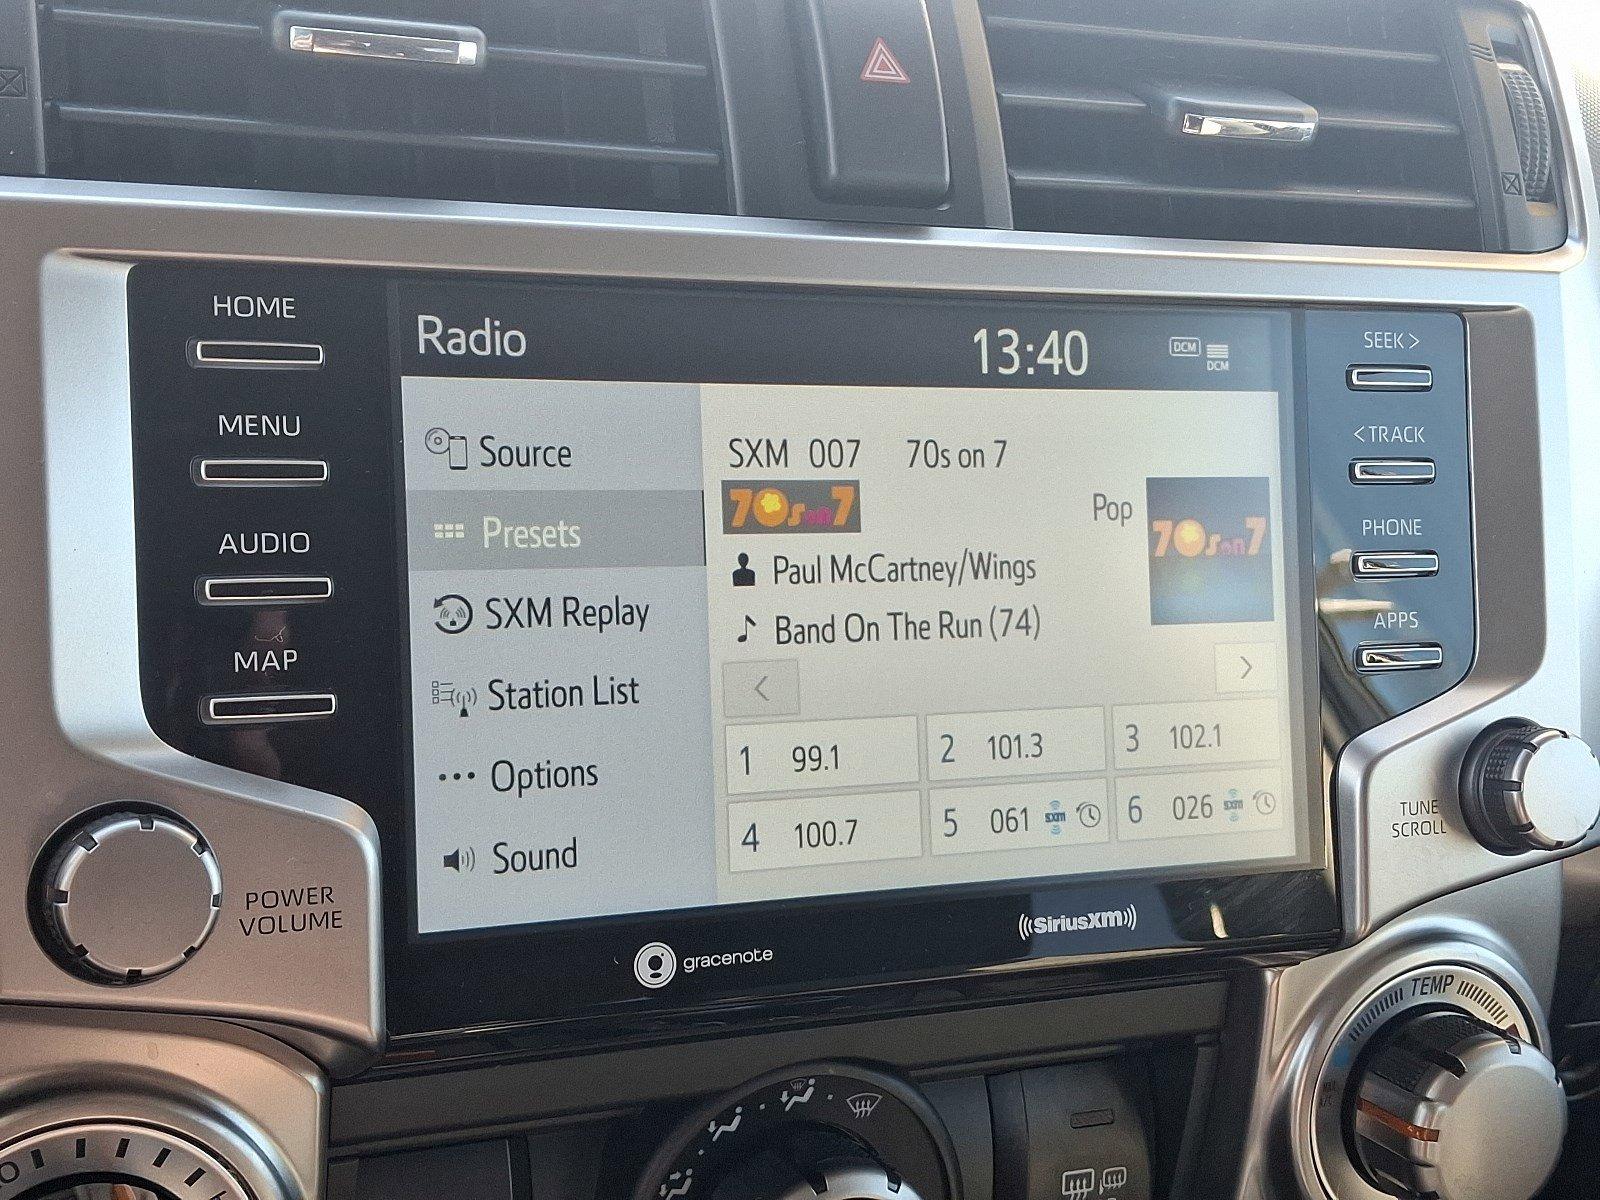 HOME
MENU
AUDIO
MAP
POWER
VOLUME
Radio
13:40
DCM
DCM
Source
Presets
SXM Replay
Station List
Options
Sound
SXM 007 70s on 7
70s on 7
Pop
70s on 7
Paul McCartney/Wings
Band On The Run (74)
1 99.1
2 101.3
3 102.1
4 100.7
5 061 sxm
6 026 sxm
gracenote
SiriusXM
SEEK >
< TRACK
PHONE
APPS
TUNE
SCROLL
TEMP